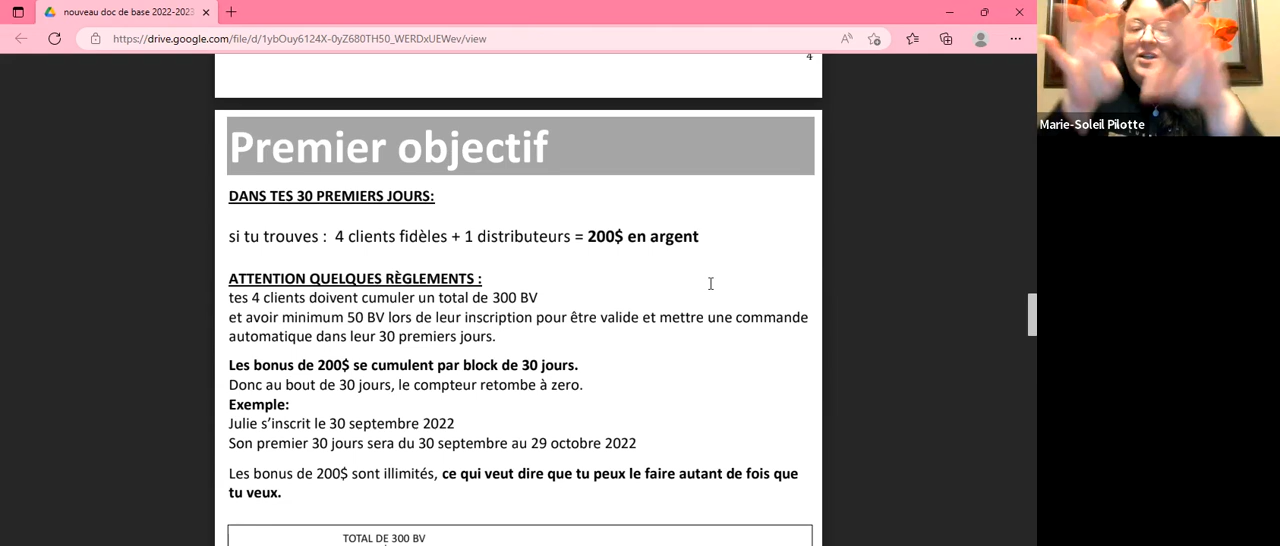 nouveau doc de base 2022-2023
https://drive.google.com/file/d/1ybOuy6124X-0yZ680TH50_WERDxUEWev/view
4
Marie-Soleil Pilotte
Premier objectif
DANS TES 30 PREMIERS JOURS:
si tu trouves : 4 clients fidèles + 1 distributeurs = 200$ en argent
ATTENTION QUELQUES RÈGLEMENTS :
tes 4 clients doivent cumuler un total de 300 BV
et avoir minimum 50 BV lors de leur inscription pour être valide et mettre une commande
automatique dans leur 30 premiers jours.
Les bonus de 200$ se cumulent par block de 30 jours.
Donc au bout de 30 jours, le compteur retombe à zero.
Exemple:
Julie s'inscrit le 30 septembre 2022
Son premier 30 jours sera du 30 septembre au 29 octobre 2022
Les bonus de 200$ sont illimités, ce qui veut dire que tu peux le faire autant de fois que
tu veux.
TOTAL DE 300 BV